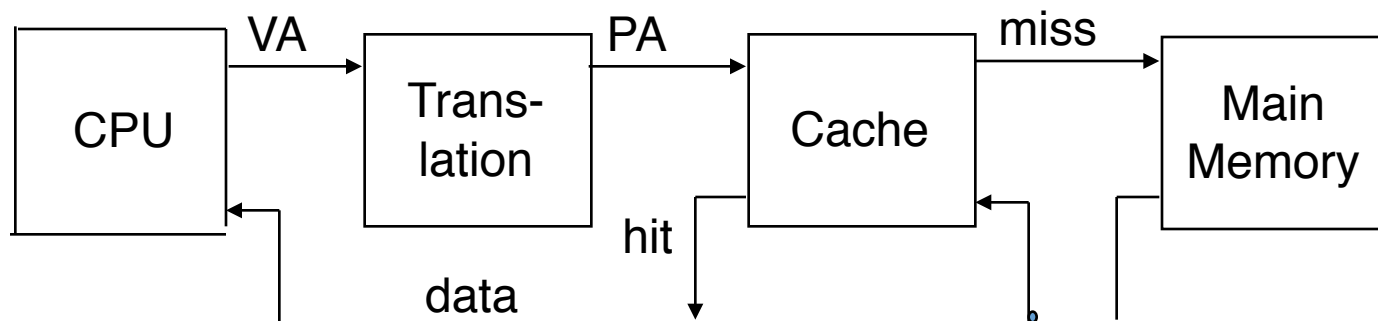 VA
PA
miss
CPU
Trans-
lation
Cache
Main
Memory
hit
data